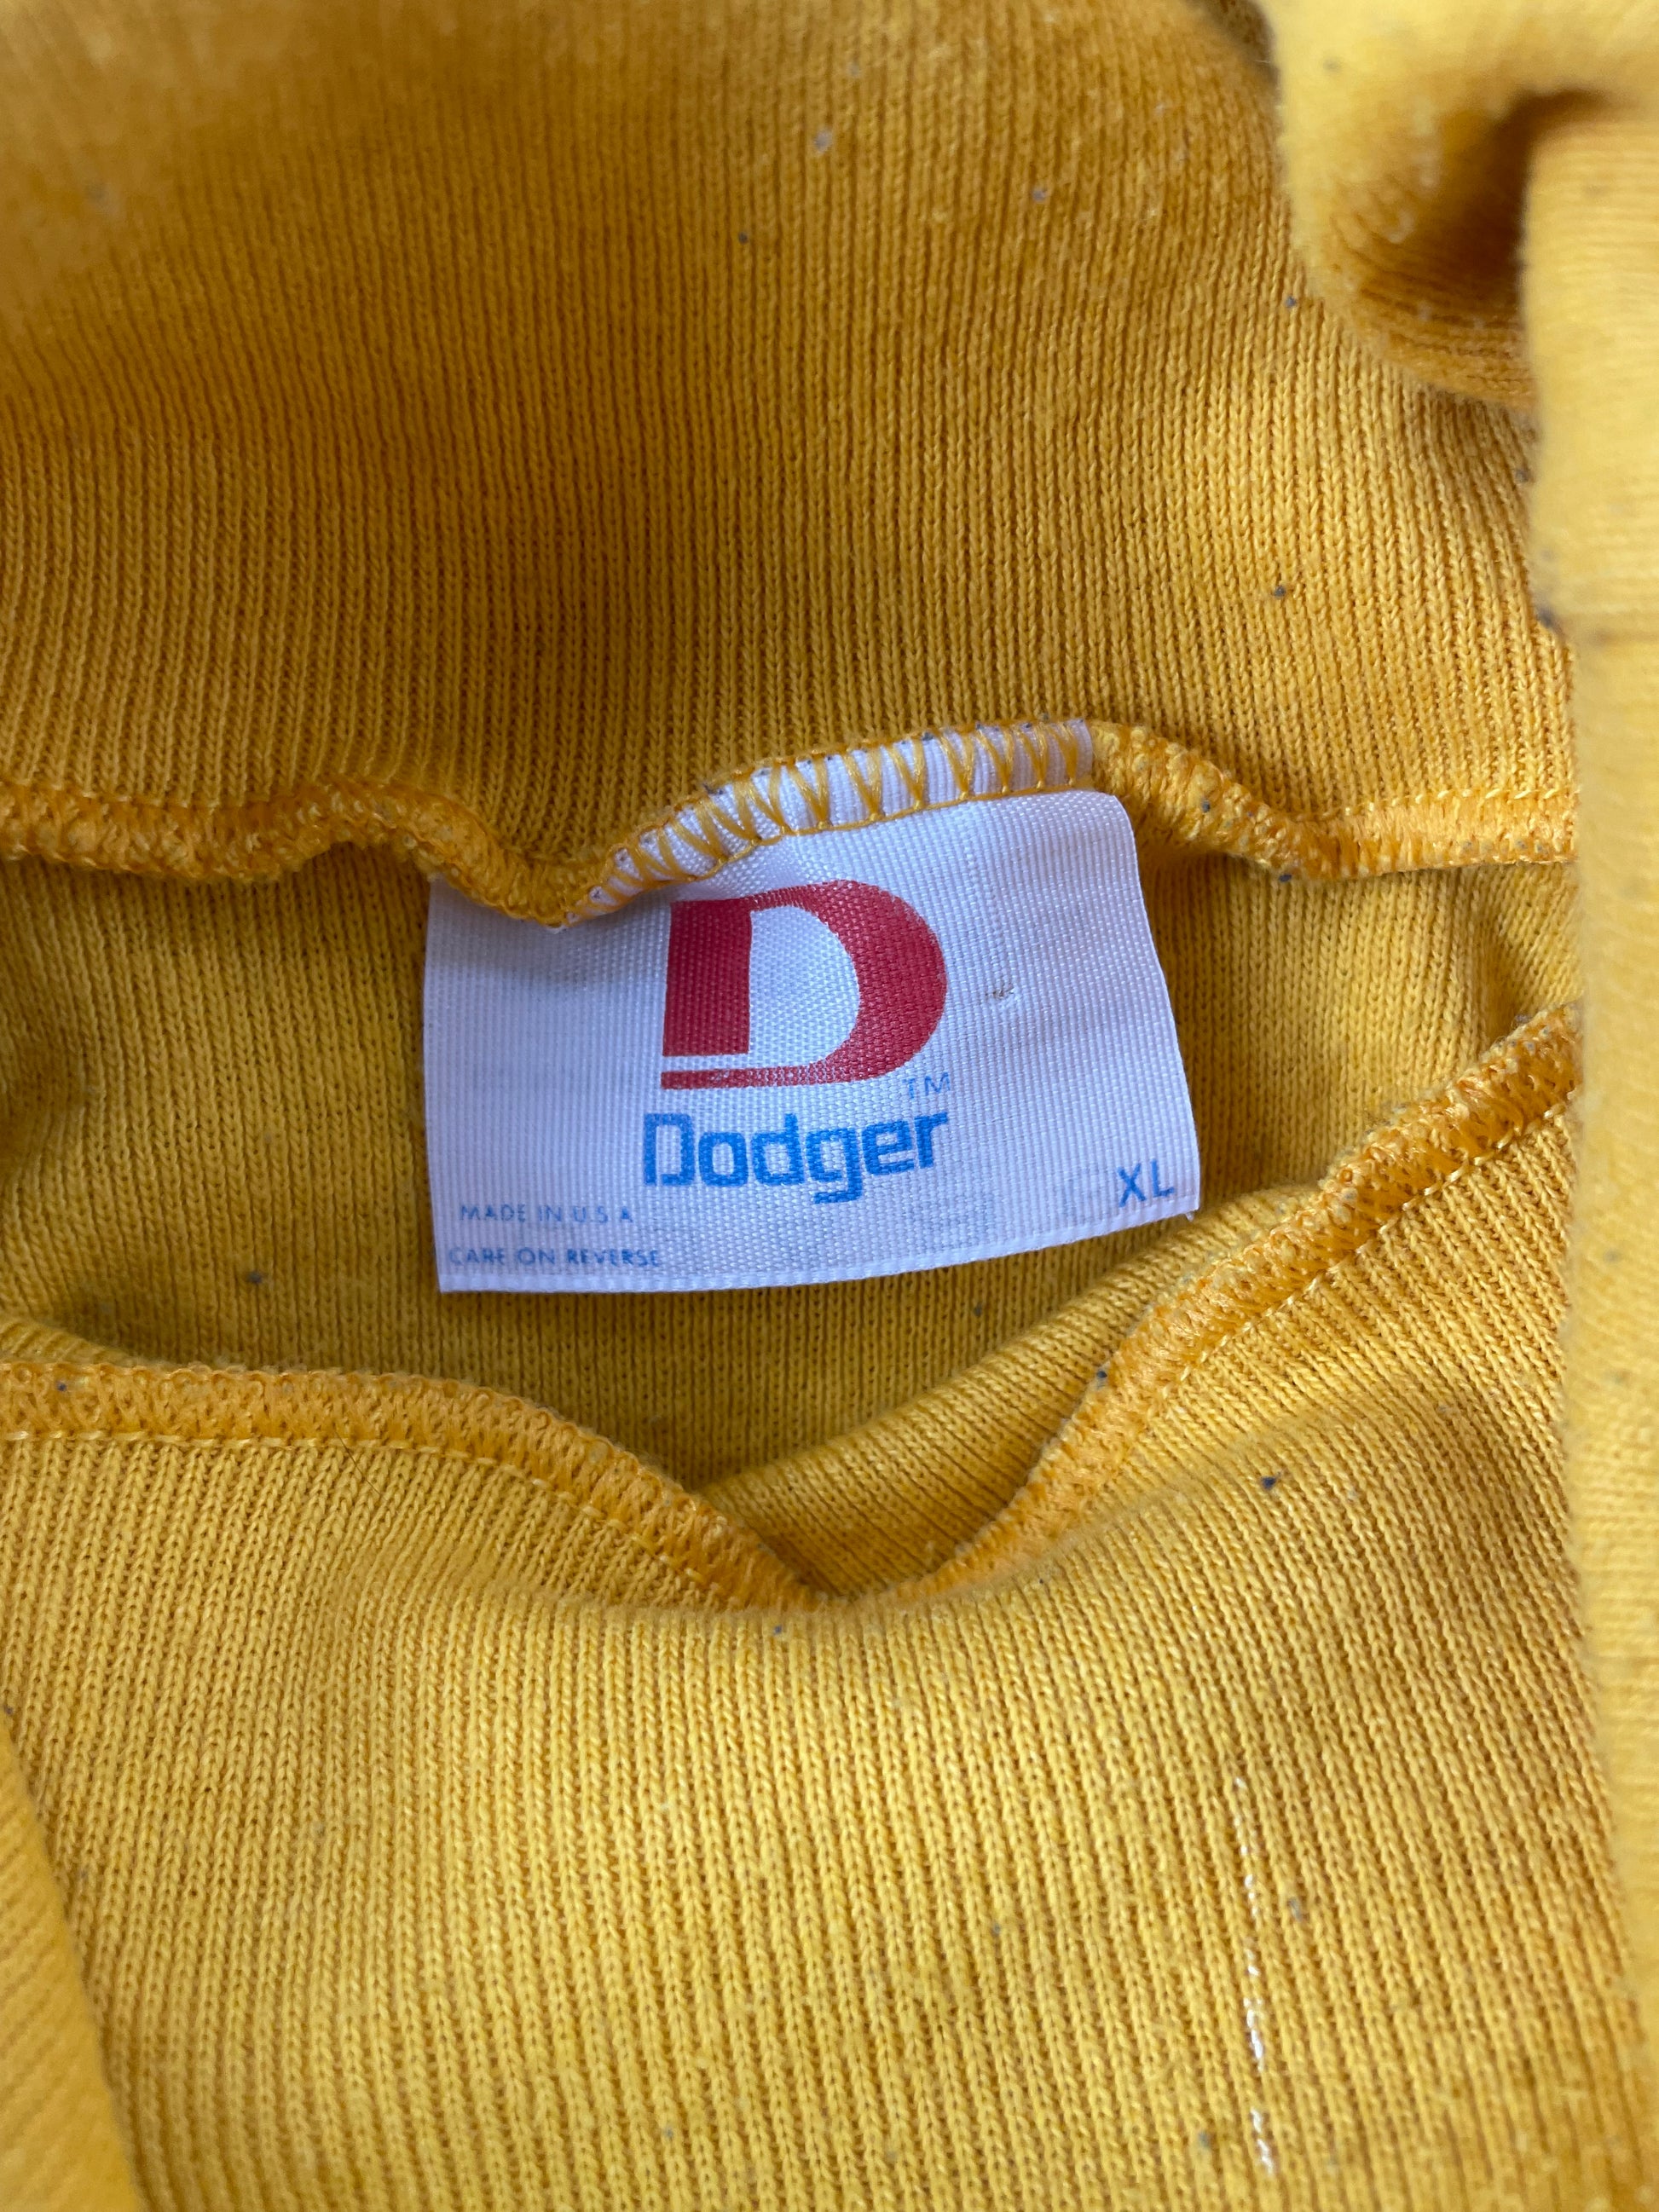 D
TM
Dodger
XL
MADE IN U.S.A
CARE ON REVERSE